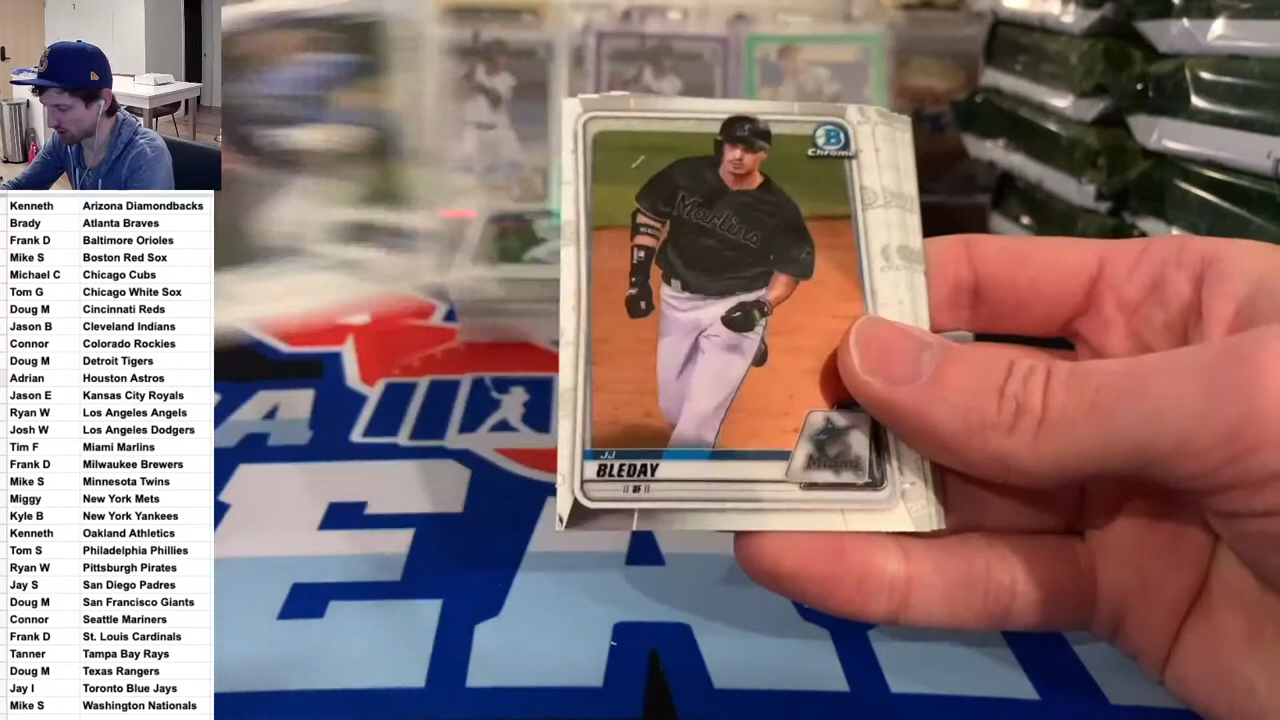 Kenneth Arizona Diamondbacks
Brady Atlanta Braves
Frank D Baltimore Orioles
Mike S Boston Red Sox
Michael C Chicago Cubs
Tom G Chicago White Sox
Doug M Cincinnati Reds
Jason B Cleveland Indians
Connor Colorado Rockies
Doug M Detroit Tigers
Adrian Houston Astros
Jason E Kansas City Royals
Ryan W Los Angeles Angels
Josh W Los Angeles Dodgers
Tim F Miami Marlins
Frank D Milwaukee Brewers
Mike S Minnesota Twins
Miggy New York Mets
Kyle B New York Yankees
Kenneth Oakland Athletics
Tom S Philadelphia Phillies
Ryan W Pittsburgh Pirates
Jay S San Diego Padres
Doug M San Francisco Giants
Connor Seattle Mariners
Frank D St. Louis Cardinals
Tanner Tampa Bay Rays
Doug M Texas Rangers
Jay I Toronto Blue Jays
Mike S Washington Nationals
B
Chrome
Marlins
Miami
JJ
BLEDAY
OF